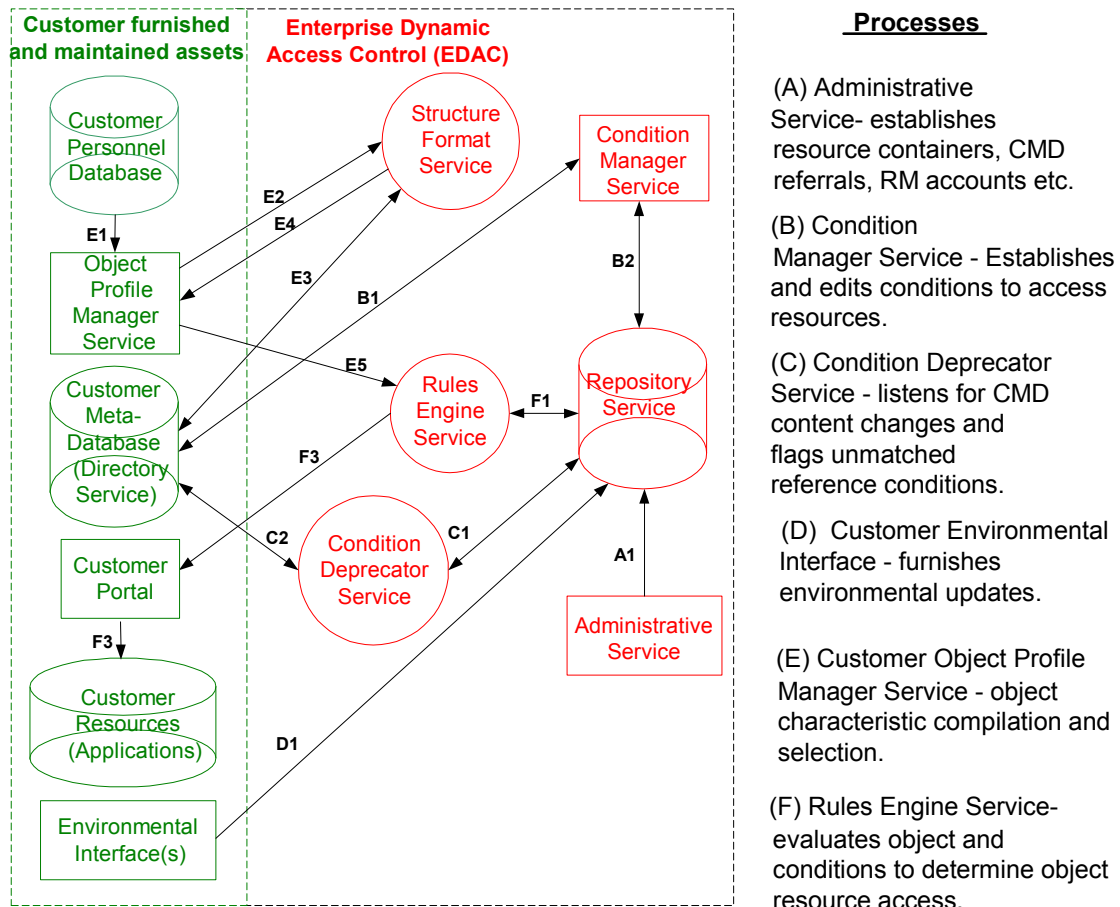 Customer furnished
and maintained assets
Enterprise Dynamic
Access Control (EDAC)
Customer
Personnel
Database
E1
Object
Profile
Manager
Service
Customer
Meta-
Database
(Directory
Service)
Customer
Portal
F3
Customer
Resources
(Applications)
Environmental
Interface(s)
Structure
Format
Service
Condition
Manager
Service
E2
E4
E3
B1
B2
E5
Rules
Engine
Service
F1
Repository
Service
F3
C2
Condition
Deprecator
Service
C1
A1
Administrative
Service
D1
Processes
(A) Administrative
Service- establishes
resource containers, CMD
referrals, RM accounts etc.
(B) Condition
Manager Service - Establishes
and edits conditions to access
resources.
(C) Condition Deprecator
Service - listens for CMD
content changes and
flags unmatched
reference conditions.
(D) Customer Environmental
Interface - furnishes
environmental updates.
(E) Customer Object Profile
Manager Service - object
characteristic compilation and
selection.
(F) Rules Engine Service-
evaluates object and
conditions to determine object
resource access.